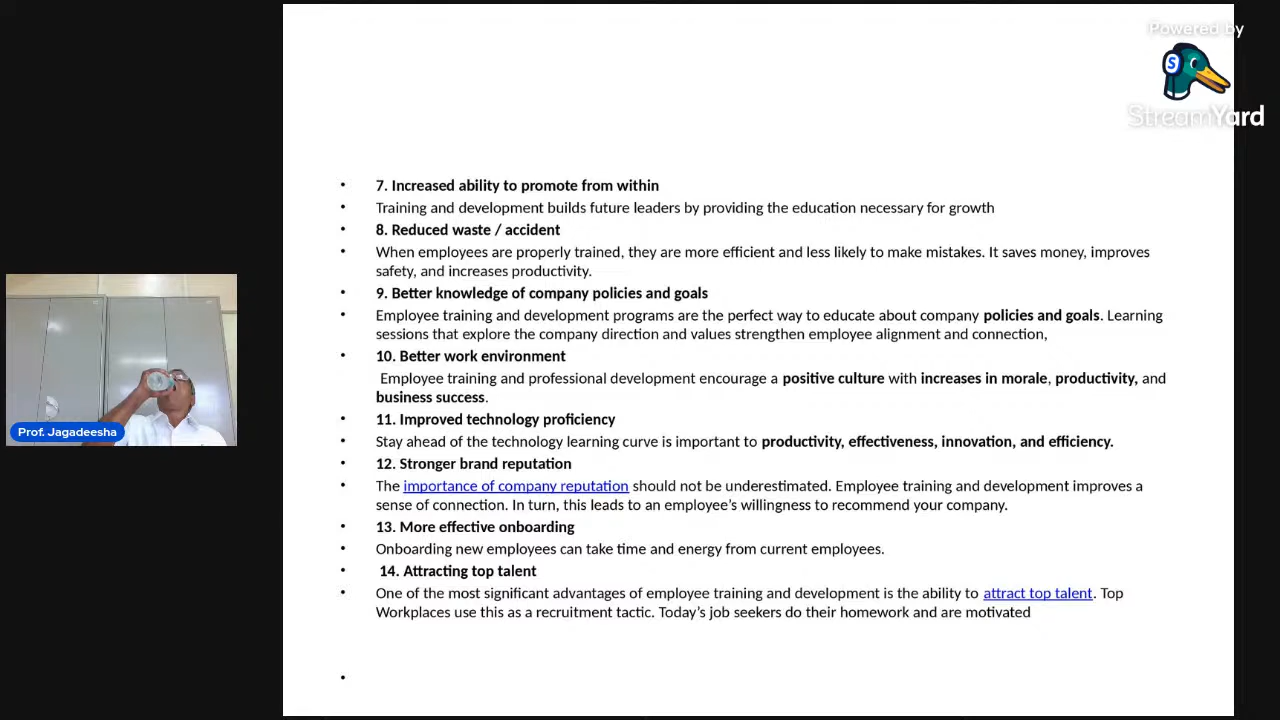 Powered by
StreamYard
• 7. Increased ability to promote from within
• Training and development builds future leaders by providing the education necessary for growth
• 8. Reduced waste / accident
• When employees are properly trained, they are more efficient and less likely to make mistakes. It saves money, improves
safety, and increases productivity.
• 9. Better knowledge of company policies and goals
• Employee training and development programs are the perfect way to educate about company policies and goals. Learning
sessions that explore the company direction and values strengthen employee alignment and connection,
• 10. Better work environment
Employee training and professional development encourage a positive culture with increases in morale, productivity, and
business success.
• 11. Improved technology proficiency
• Stay ahead of the technology learning curve is important to productivity, effectiveness, innovation, and efficiency.
• 12. Stronger brand reputation
• The importance of company reputation should not be underestimated. Employee training and development improves a
sense of connection. In turn, this leads to an employee’s willingness to recommend your company.
• 13. More effective onboarding
• Onboarding new employees can take time and energy from current employees.
• 14. Attracting top talent
• One of the most significant advantages of employee training and development is the ability to attract top talent. Top
Workplaces use this as a recruitment tactic. Today’s job seekers do their homework and are motivated
•
Prof. Jagadeesha